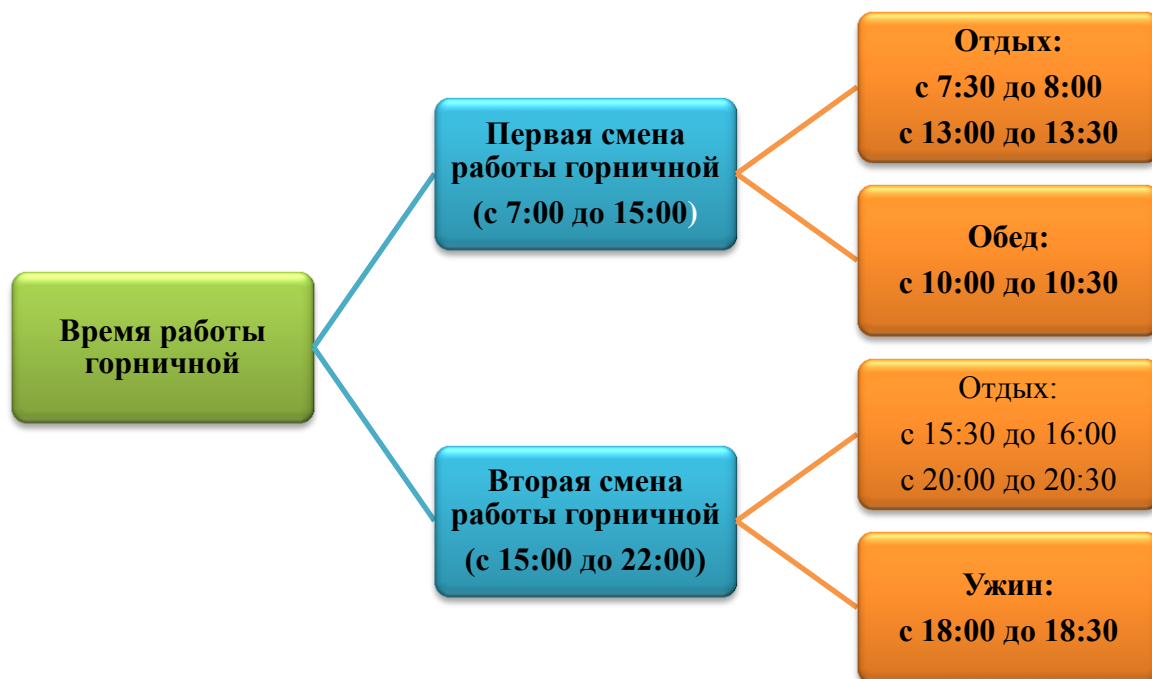 Время работы
горничной
Первая смена
работы горничной
(с 7:00 до 15:00)
Отдых:
с 7:30 до 8:00
с 13:00 до 13:30
Обед:
с 10:00 до 10:30
Вторая смена
работы горничной
(с 15:00 до 22:00)
Отдых:
с 15:30 до 16:00
с 20:00 до 20:30
Ужин:
с 18:00 до 18:30